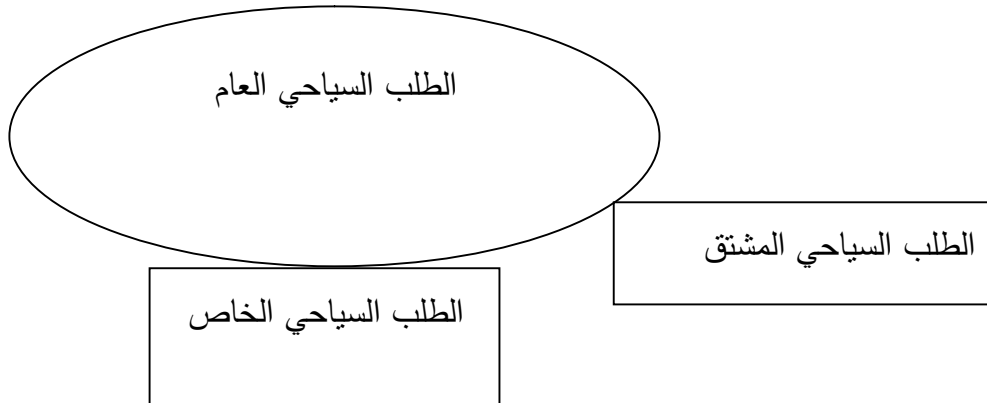 الطلب السياحي العام
الطلب السياحي المشتق
الطلب السياحي الخاص